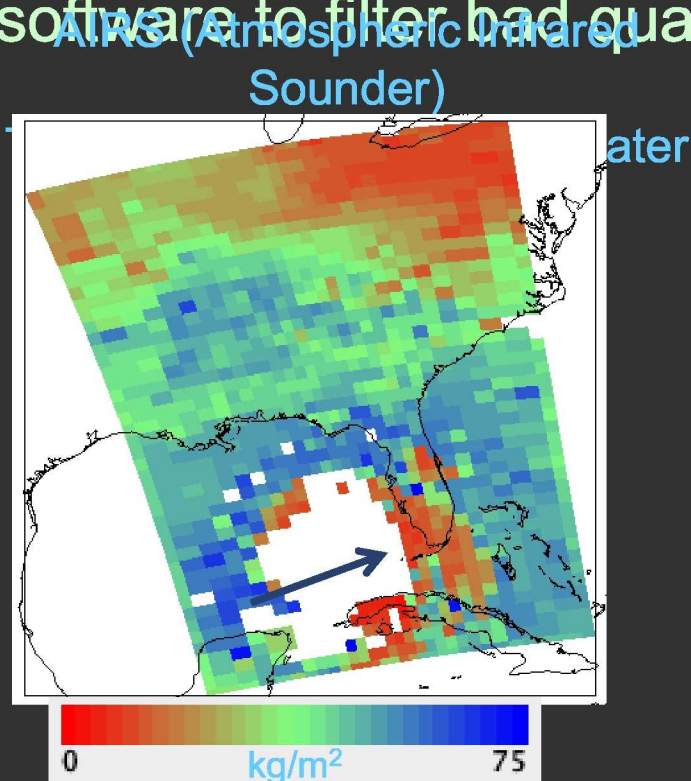 software to filter bad qua
AIRS (Atmospheric Infrared
Sounder)
ater
0 kg/m² 75